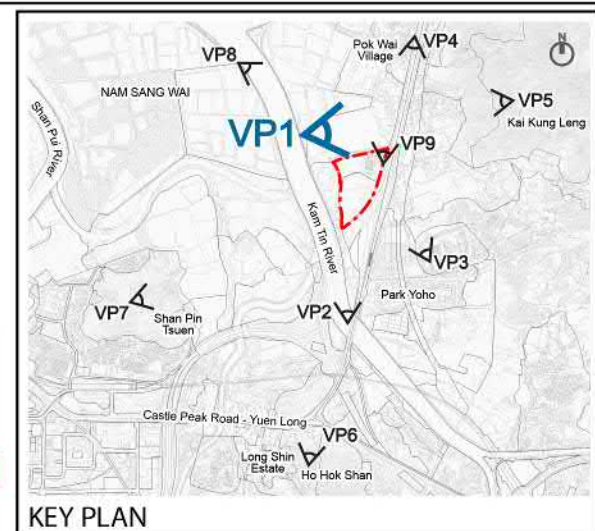 N
VP8
Pok Wai
Village
VP4
NAM SANG WAI
VP5
Kai Kung Leng
Shan Pui River
VP1
VP9
Kam Tin River
VP3
VP7
Shan Pin
Tsuen
VP2
Park Yoho
Castle Peak Road - Yuen Long
VP6
Long Shin
Estate
Ho Hok Shan
KEY PLAN